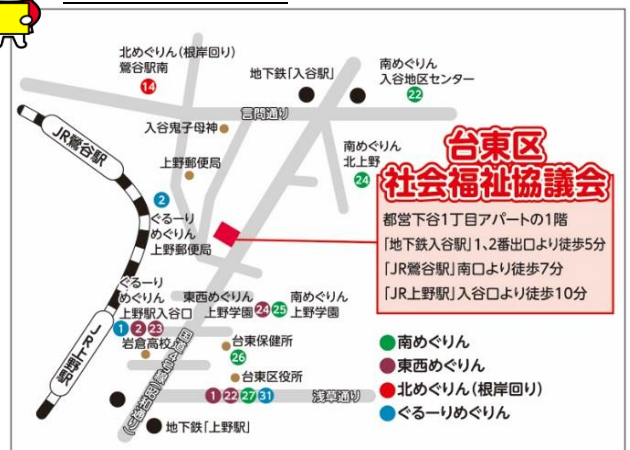 北めぐりん(根岸回り)
鶯谷駅南
14
地下鉄「入谷駅」
南めぐりん
入谷地区センター
22
言問通り
JR鶯谷駅
入谷鬼子母神
上野郵便局
南めぐりん
北上野
24
台東区
社会福祉協議会
都営下谷1丁目アパートの1階
「地下鉄入谷駅」1、2番出口より徒歩5分
「JR鶯谷駅」南口より徒歩7分
「JR上野駅」入谷口より徒歩10分
2
ぐるーり
めぐりん
上野郵便局
ぐるーり
めぐりん
上野駅入谷口
1 2 23
東西めぐりん
上野学園
24 25
南めぐりん
上野学園
岩倉高校
台東保健所
26
台東区役所
1 22 27 31
浅草通り
JR上野駅
地下鉄「上野駅」
南めぐりん
東西めぐりん
北めぐりん(根岸回り)
ぐるーりめぐりん